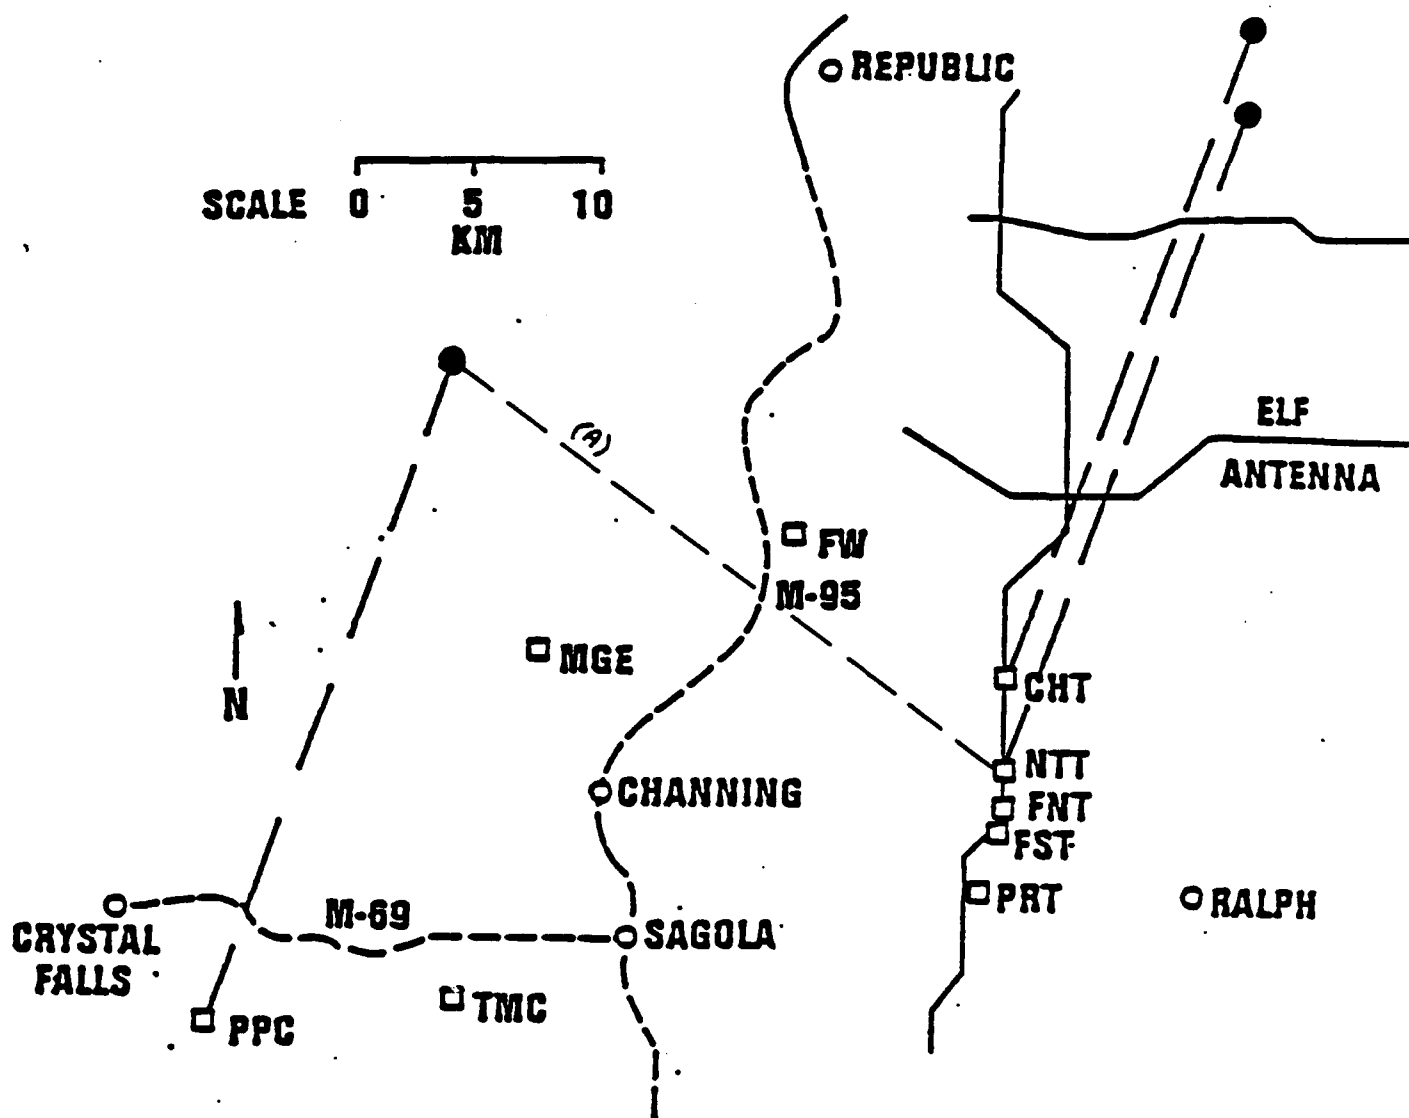 REPUBLIC
SCALE 0 5 10
KM
(A)
ELF
ANTENNA
FW
M-95
MGE
N
CHT
NTT
CHANNING
FNT
FST
PRT
RALPH
M-69
CRYSTAL
FALLS
SAGOLA
TMC
PPC